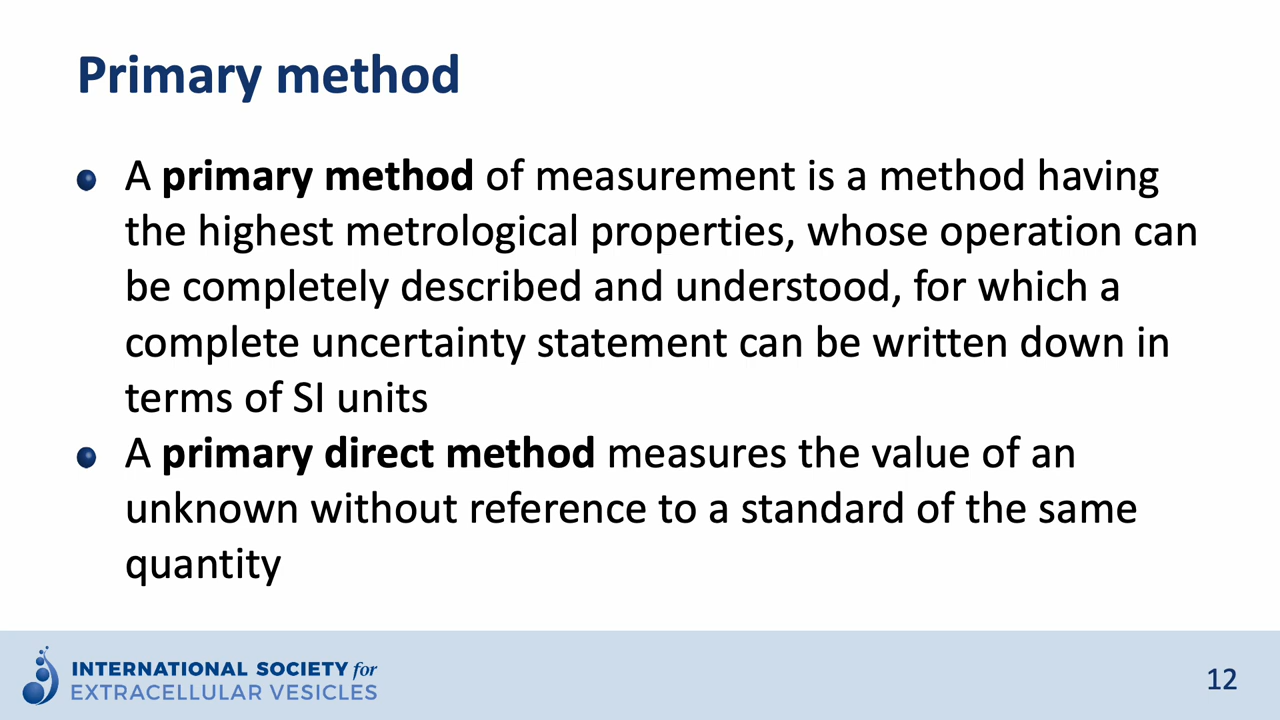 Primary method
A primary method of measurement is a method having
the highest metrological properties, whose operation can
be completely described and understood, for which a
complete uncertainty statement can be written down in
terms of SI units
A primary direct method measures the value of an
unknown without reference to a standard of the same
quantity
INTERNATIONAL SOCIETY for
EXTRACELLULAR VESICLES
12